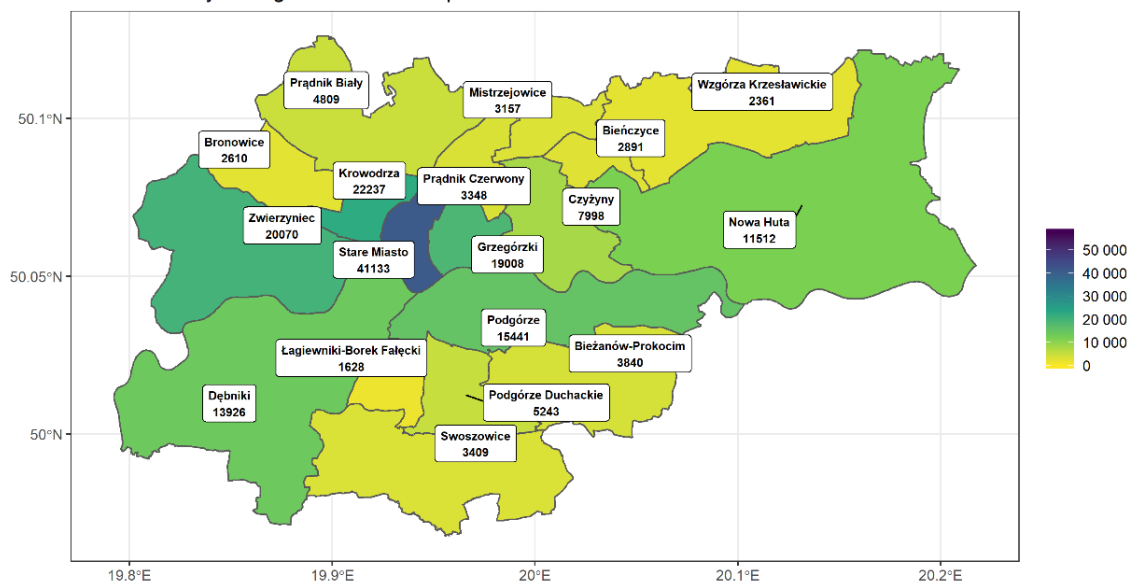 Prądnik Biały
4809
Mistrzejowice
3157
Wzgórza Krzesławickie
2361
50.1°N
Bronowice
2610
Bieńczyce
2891
Krowodrza
22237
Prądnik Czerwony
3348
Czyżyny
7998
Zwierzyniec
20070
Nowa Huta
11512
Stare Miasto
41133
Grzegórzki
19008
50.05°N
Podgórze
15441
Łagiewniki-Borek Fałęcki
1628
Bieżanów-Prokocim
3840
Dębniki
13926
Podgórze Duchackie
5243
50°N
Swoszowice
3409
50 000
40 000
30 000
20 000
10 000
0
19.8°E
19.9°E
20°E
20.1°E
20.2°E